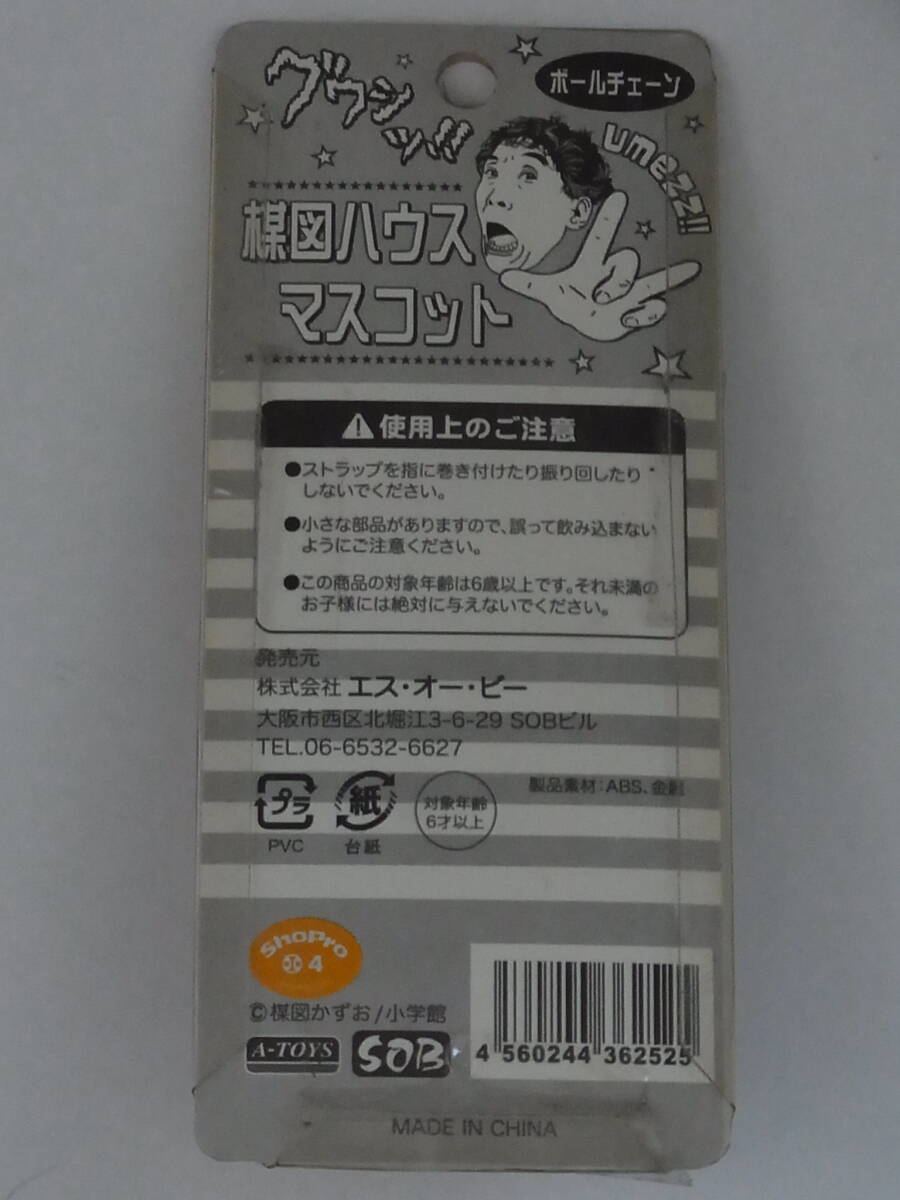 グワシッ!!
ボールチェーン
umezz!!
楳図ハウス
マスコット
⚠使用上のご注意
●ストラップを指に巻き付けたり振り回したり
しないでください。
●小さな部品がありますので、誤って飲み込まない
ようにご注意ください。
●この商品の対象年齢は6歳以上です。それ未満の
お子様には絶対に与えないでください。
発売元
株式会社 エス・オー・ピー
大阪市西区北堀江3-6-29 SOBビル
TEL.06-6532-6627
製品素材:ABS、金属
プラ
PVC
紙
台紙
対象年齢
6才以上
ShoPro
小 4
©楳図かずお/小学館
A-TOYS
SOB
4 560244 362525
MADE IN CHINA